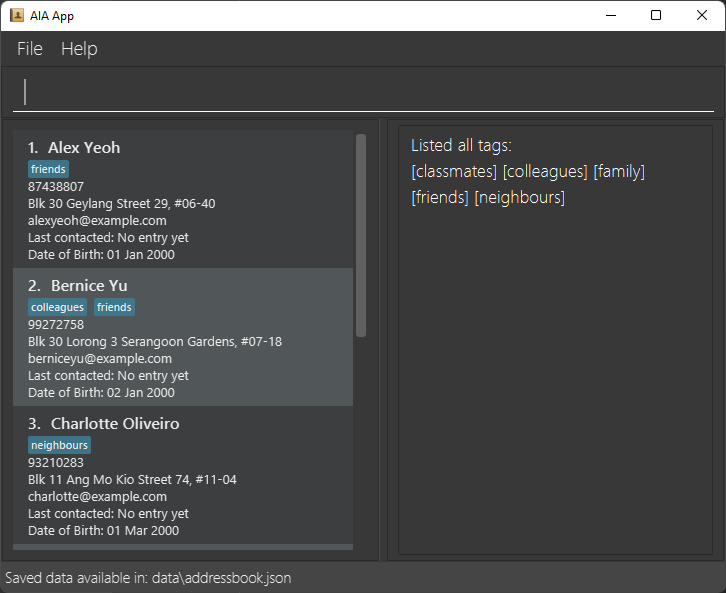 AIA App
File Help
1. Alex Yeoh
friends
87438807
Blk 30 Geylang Street 29, #06-40
alexyeoh@example.com
Last contacted: No entry yet
Date of Birth: 01 Jan 2000
2. Bernice Yu
colleagues friends
99272758
Blk 30 Lorong 3 Serangoon Gardens, #07-18
berniceyu@example.com
Last contacted: No entry yet
Date of Birth: 02 Jan 2000
3. Charlotte Oliveiro
neighbours
93210283
Blk 11 Ang Mo Kio Street 74, #11-04
charlotte@example.com
Last contacted: No entry yet
Date of Birth: 01 Mar 2000
Listed all tags:
[classmates] [colleagues] [family]
[friends] [neighbours]
Saved data available in: data\addressbook.json